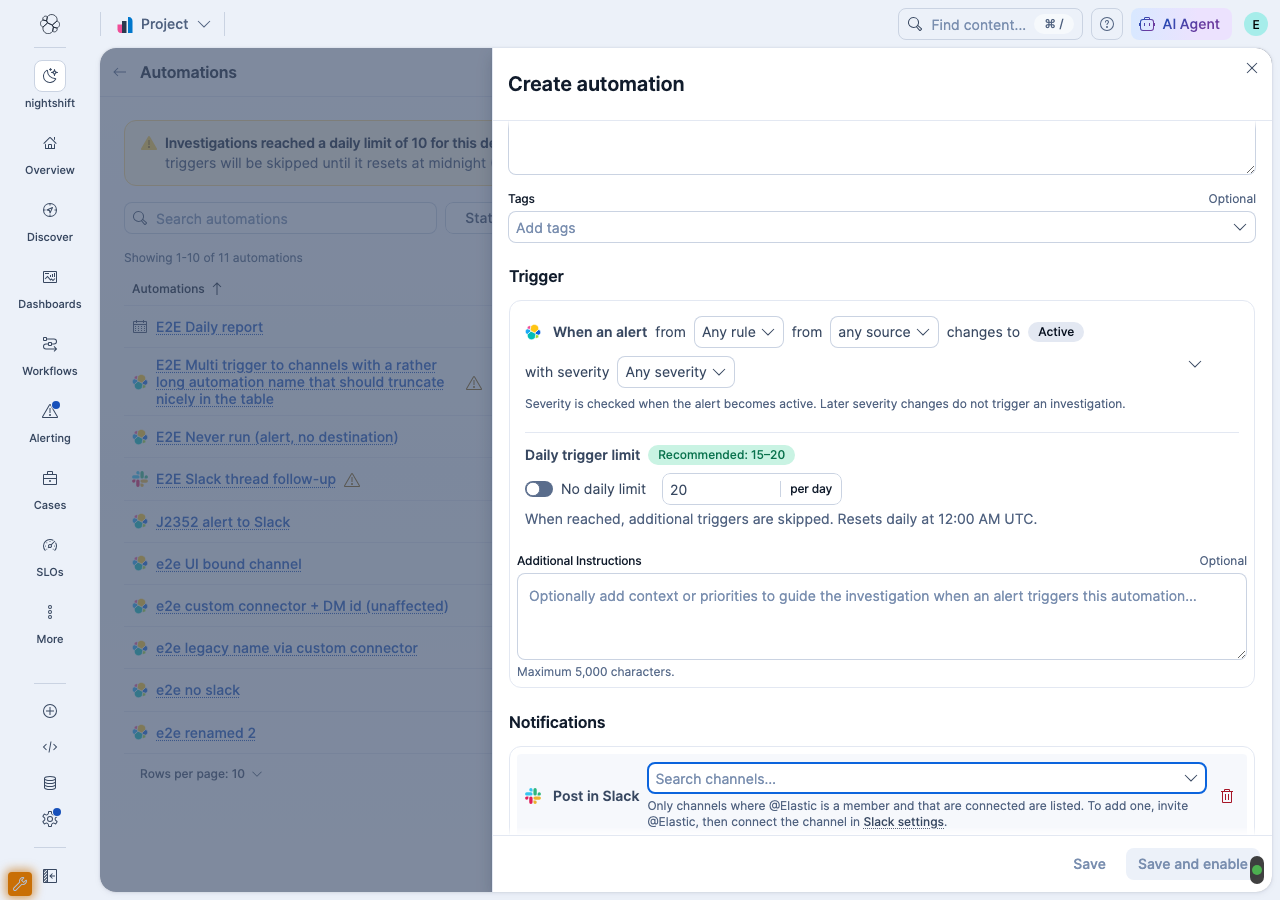 Project
Find content...
⌘ /
AI Agent
E
nightshift
Overview
Discover
Dashboards
Workflows
Alerting
Cases
SLOs
More
Automations
Investigations reached a daily limit of 10 for this de
triggers will be skipped until it resets at midnight
Search automations
Stat
Showing 1-10 of 11 automations
Automations
E2E Daily report
E2E Multi trigger to channels with a rather
long automation name that should truncate
nicely in the table
E2E Never run (alert, no destination)
E2E Slack thread follow-up
J2352 alert to Slack
e2e UI bound channel
e2e custom connector + DM id (unaffected)
e2e legacy name via custom connector
e2e no slack
e2e renamed 2
Rows per page: 10
Create automation
Tags
Optional
Add tags
Trigger
When an alert from Any rule from any source changes to Active
with severity Any severity
Severity is checked when the alert becomes active. Later severity changes do not trigger an investigation.
Daily trigger limit Recommended: 15–20
No daily limit 20 per day
When reached, additional triggers are skipped. Resets daily at 12:00 AM UTC.
Additional Instructions
Optional
Optionally add context or priorities to guide the investigation when an alert triggers this automation...
Maximum 5,000 characters.
Notifications
Post in Slack
Search channels...
Only channels where @Elastic is a member and that are connected are listed. To add one, invite
@Elastic, then connect the channel in Slack settings.
Save
Save and enable